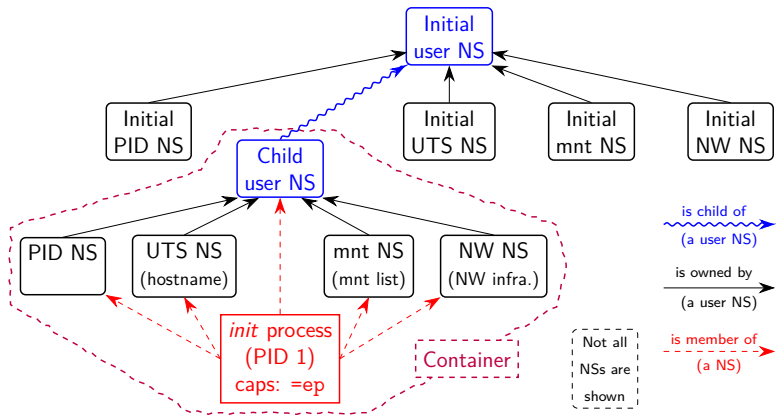 Initial
user NS
Initial
PID NS
Initial
UTS NS
Initial
mnt NS
Initial
NW NS
Child
user NS
PID NS
UTS NS
(hostname)
mnt NS
(mnt list)
NW NS
(NW infra.)
init process
(PID 1)
caps: =ep
Container
is child of
(a user NS)
is owned by
(a user NS)
is member of
(a NS)
Not all
NSs are
shown